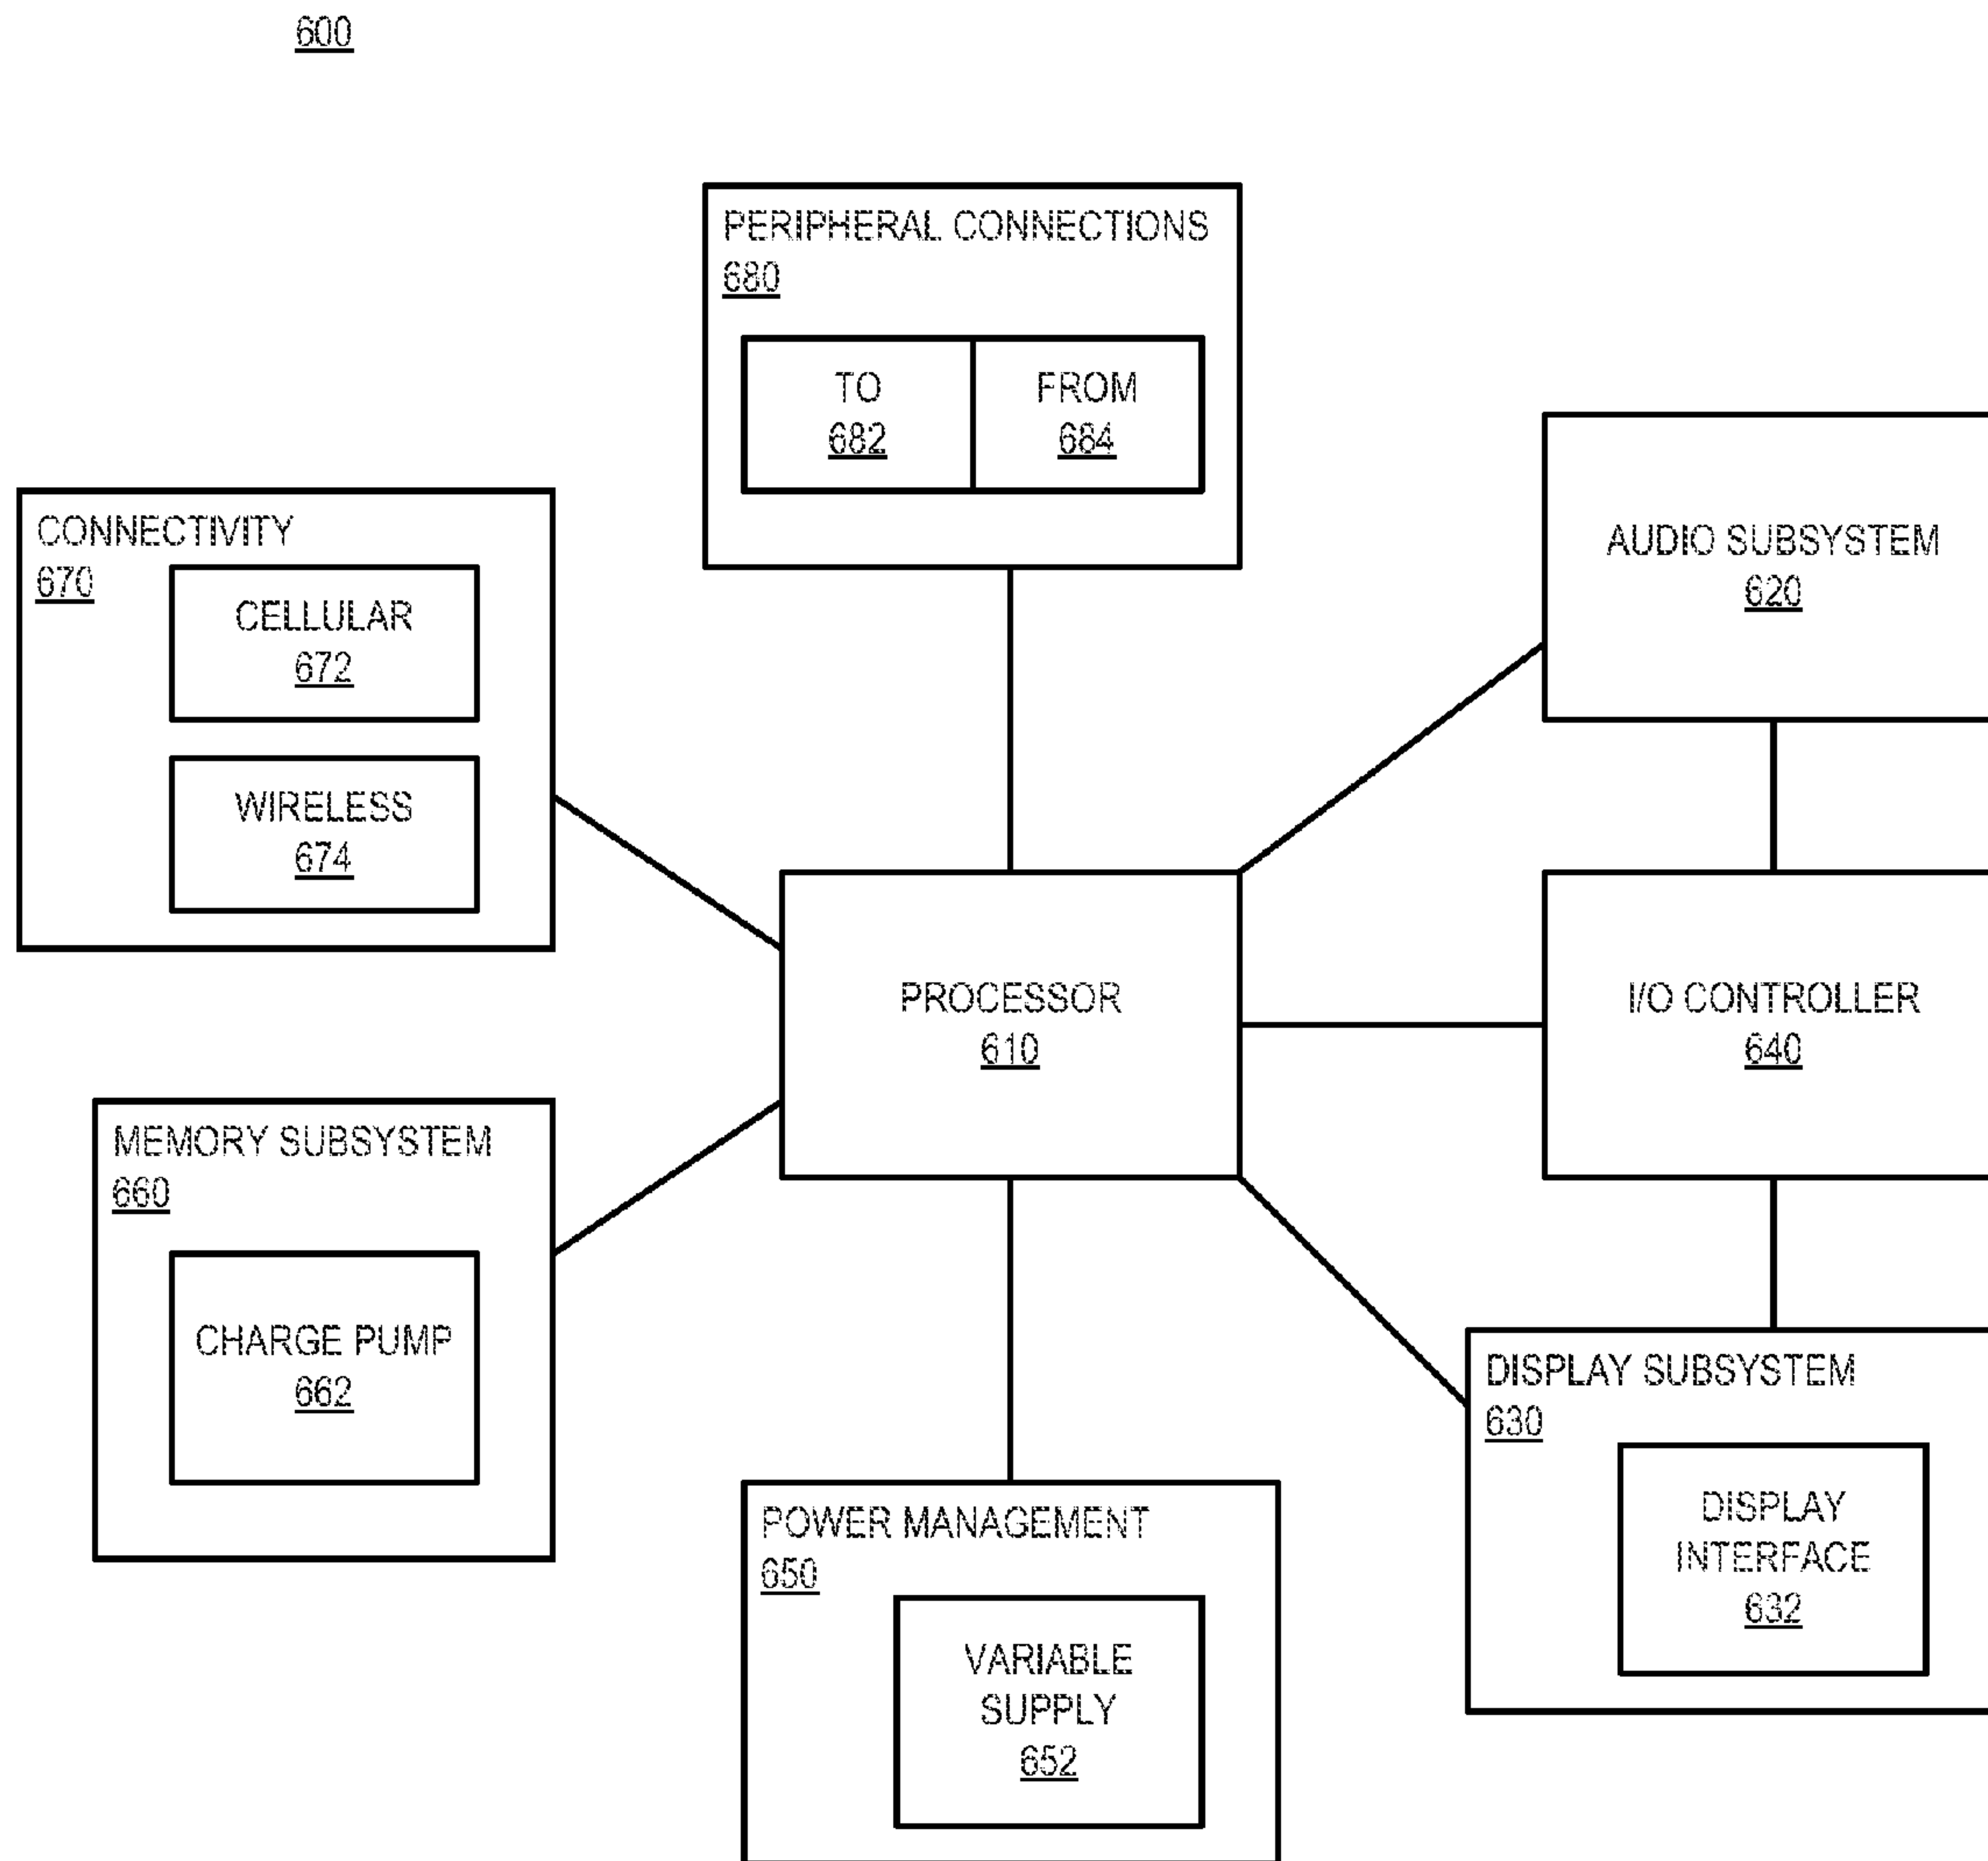 600
PERIPHERAL CONNECTIONS
680
TO
682
FROM
684
CONNECTIVITY
670
CELLULAR
672
WIRELESS
674
AUDIO SUBSYSTEM
620
PROCESSOR
610
I/O CONTROLLER
640
MEMORY SUBSYSTEM
660
CHARGE PUMP
662
DISPLAY SUBSYSTEM
630
DISPLAY
INTERFACE
632
POWER MANAGEMENT
650
VARIABLE
SUPPLY
652